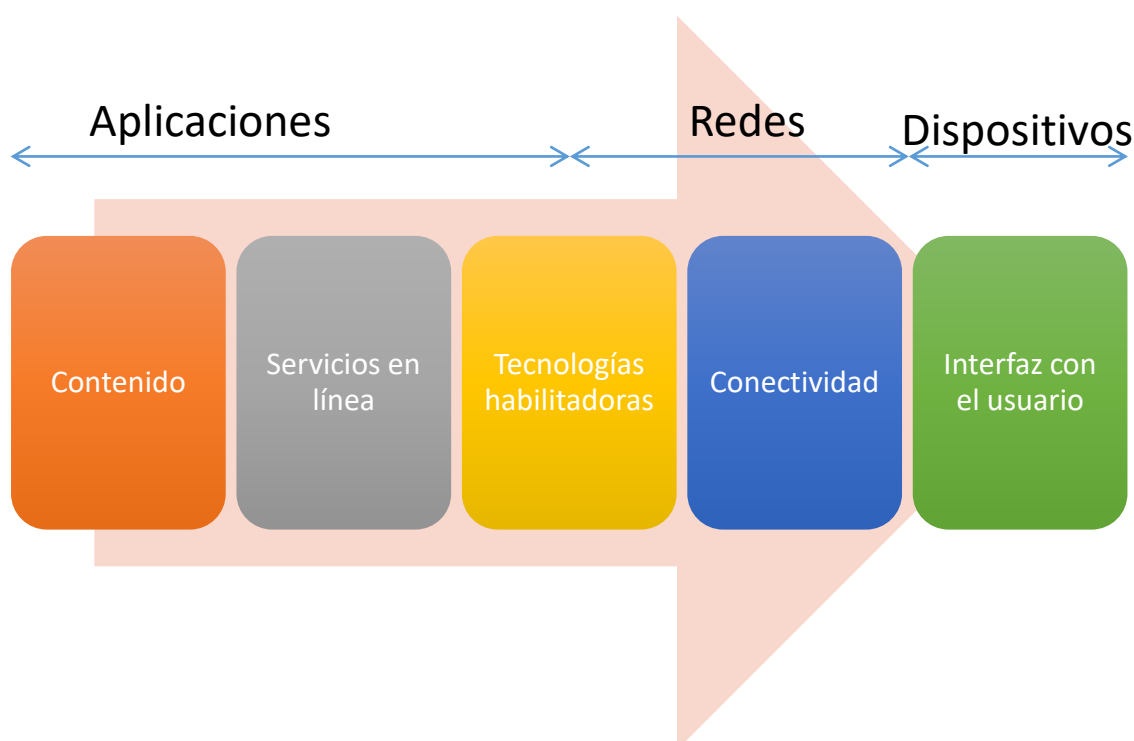 Aplicaciones
Redes
Dispositivos
Contenido
Servicios en
línea
Tecnologías
habilitadoras
Conectividad
Interfaz con
el usuario